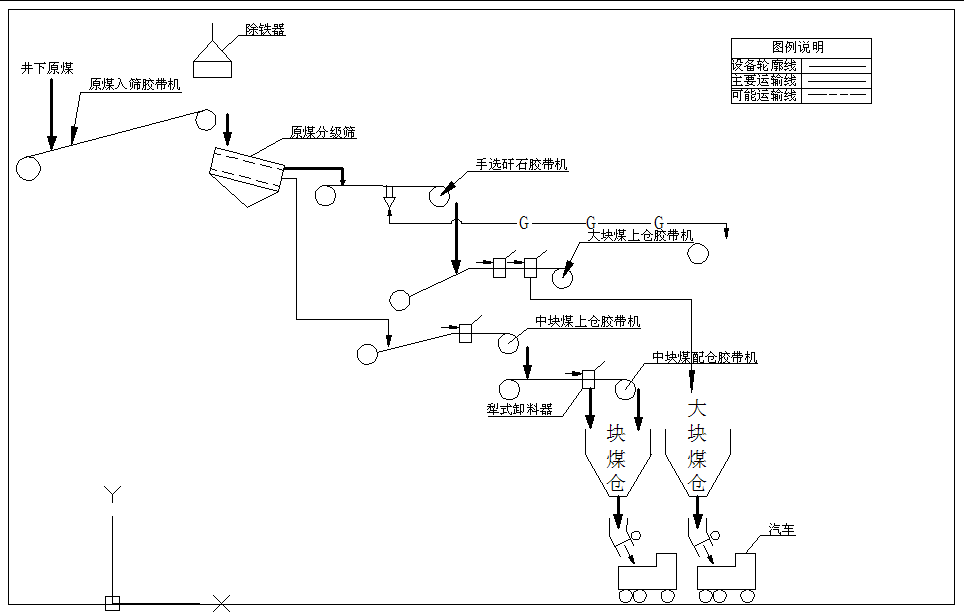 除铁器
图例说明
设备轮廓线
主要运输线
可能运输线
井下原煤
原煤入筛胶带机
原煤分级筛
手选矸石胶带机
G G G
大块煤上仓胶带机
中块煤上仓胶带机
中块煤配仓胶带机
犁式卸料器
块煤仓
大块煤仓
汽车
Y
X